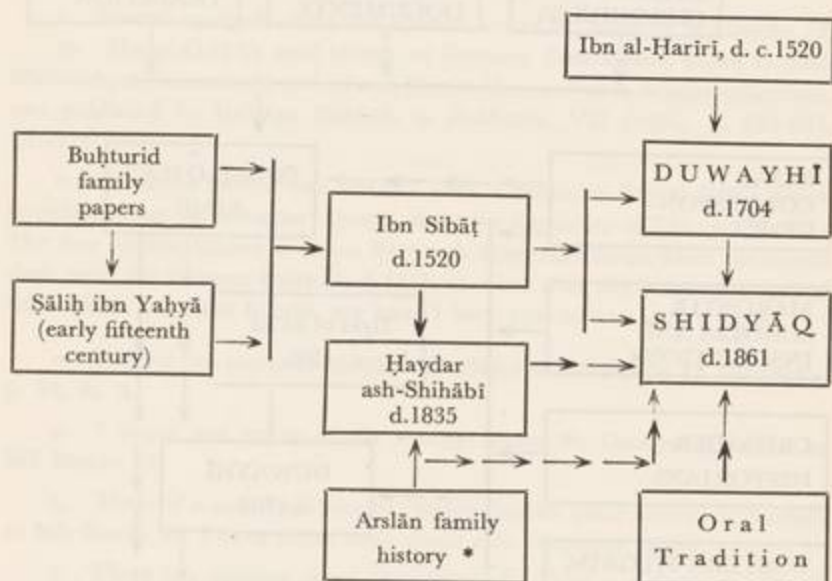 Ibn al-Ḥarīrī, d. c.1520
Buḥturid
family
papers
DUWAYHĪ
d.1704
Ibn Sibāṭ
d.1520
Ṣāliḥ ibn Yaḥyā
(early fifteenth
century)
SHIDYĀQ
d.1861
Ḥaydar
ash-Shihābī
d.1835
Arslān family
history *
Oral
Tradition